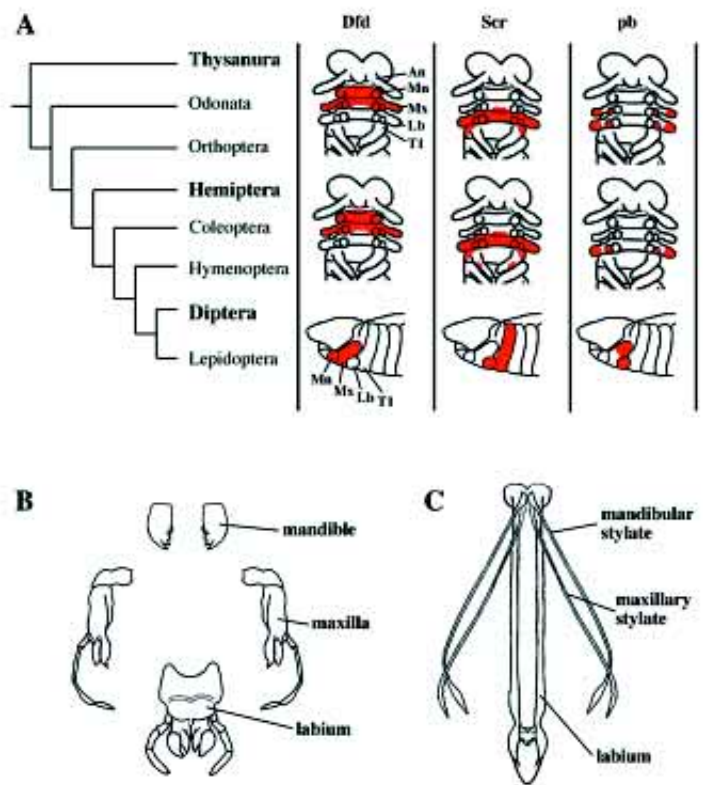 A
Dfd
Scr
pb
Thysanura
Odonata
Orthoptera
Hemiptera
Coleoptera
Hymenoptera
Diptera
Lepidoptera
An
Mn
Mx
Lb
T1
Mn
Mx
Lb
T1
B
mandible
maxilla
labium
C
mandibular
stylate
maxillary
stylate
labium